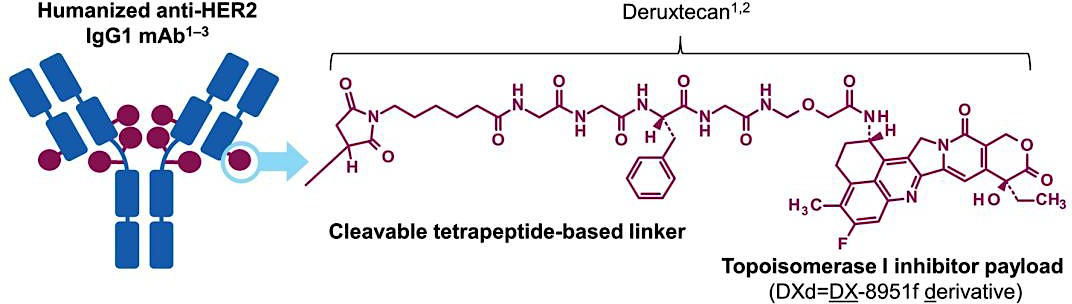 Humanized anti-HER2
IgG1 mAb1–3
Deruxtecan1,2
O
N
O
H
O
H
N
O
N
H
O
H
N
H
O
N
H
O
H
N
O
O
NH
H
H3C
F
N
N
O
O
O
HO
CH3
Cleavable tetrapeptide-based linker
Topoisomerase I inhibitor payload
(DXd=DX-8951f derivative)